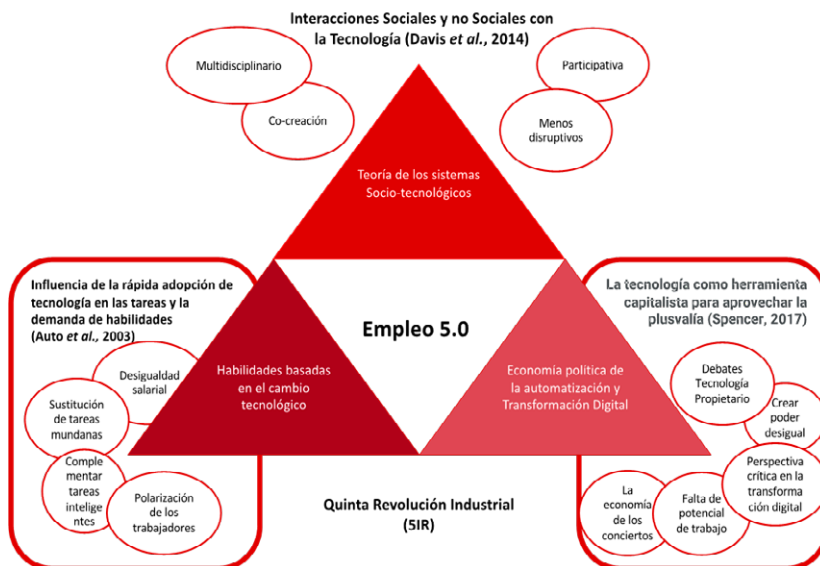 Interacciones Sociales y no Sociales con
la Tecnología (Davis et al., 2014)
Multidisciplinario
Co-creación
Participativa
Menos
disruptivos
Teoría de los sistemas
Socio-tecnológicos
Influencia de la rápida adopción de
tecnología en las tareas y la
demanda de habilidades
(Auto et al., 2003)
Desigualdad
salarial
Sustitución
de tareas
mundanas
Comple
mentar
tareas
intelige
ntes
Polarización
de los
trabajadores
Habilidades basadas
en el cambio
tecnológico
Empleo 5.0
Economía política de
la automatización y
Transformación Digital
La tecnología como herramienta
capitalista para aprovechar la
plusvalía (Spencer, 2017)
Debates
Tecnología
Propietario
Crear
poder
desigual
Perspectiva
crítica en la
transforma
ción digital
Falta de
potencial
de trabajo
La
economía
de los
conciertos
Quinta Revolución Industrial
(5IR)